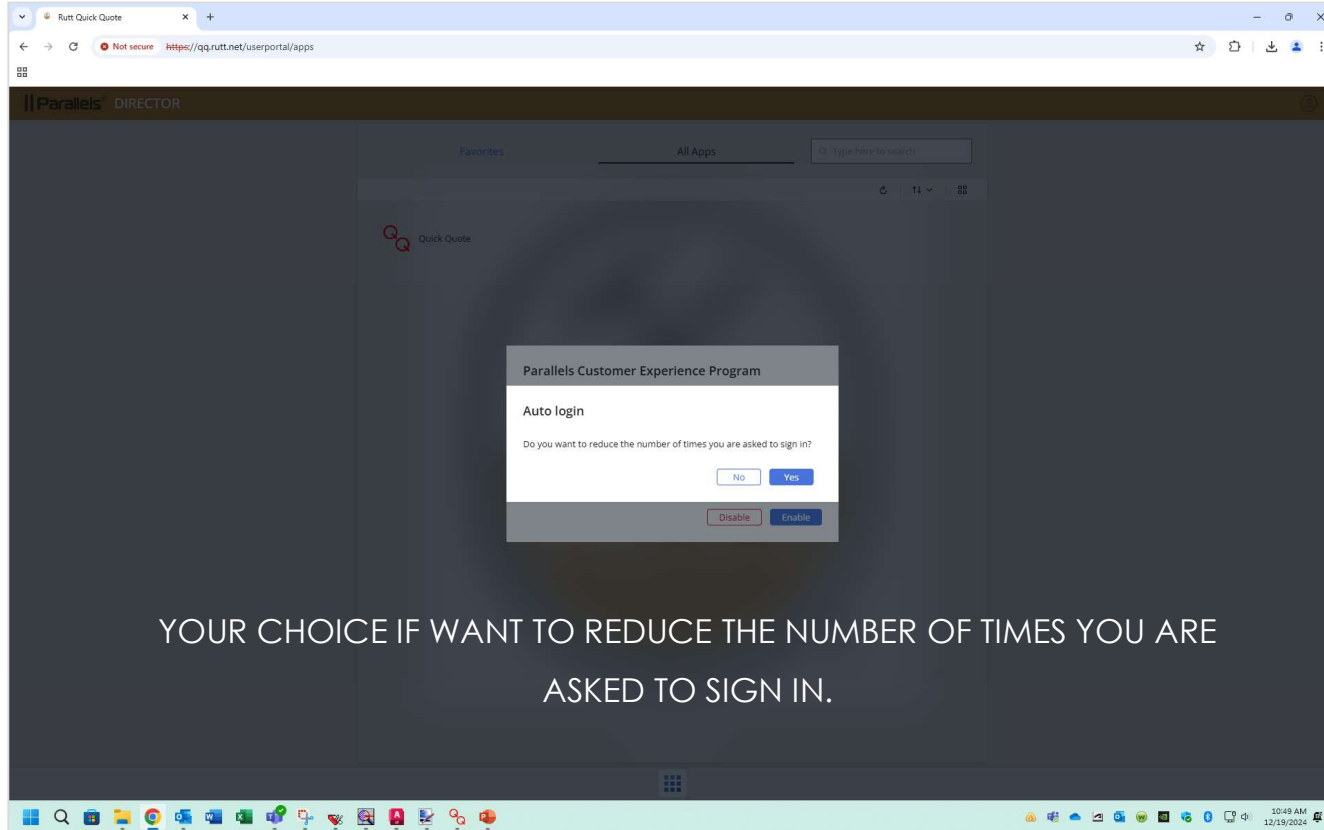 Rutt Quick Quote
Not secure https://qq.rutt.net/userportal/apps
Parallels® DIRECTOR
Favorites All Apps Type here to search
Quick Quote
Parallels Customer Experience Program
Auto login
Do you want to reduce the number of times you are asked to sign in?
No Yes
Disable Enable
YOUR CHOICE IF WANT TO REDUCE THE NUMBER OF TIMES YOU ARE
ASKED TO SIGN IN.
10:49 AM
12/19/2024